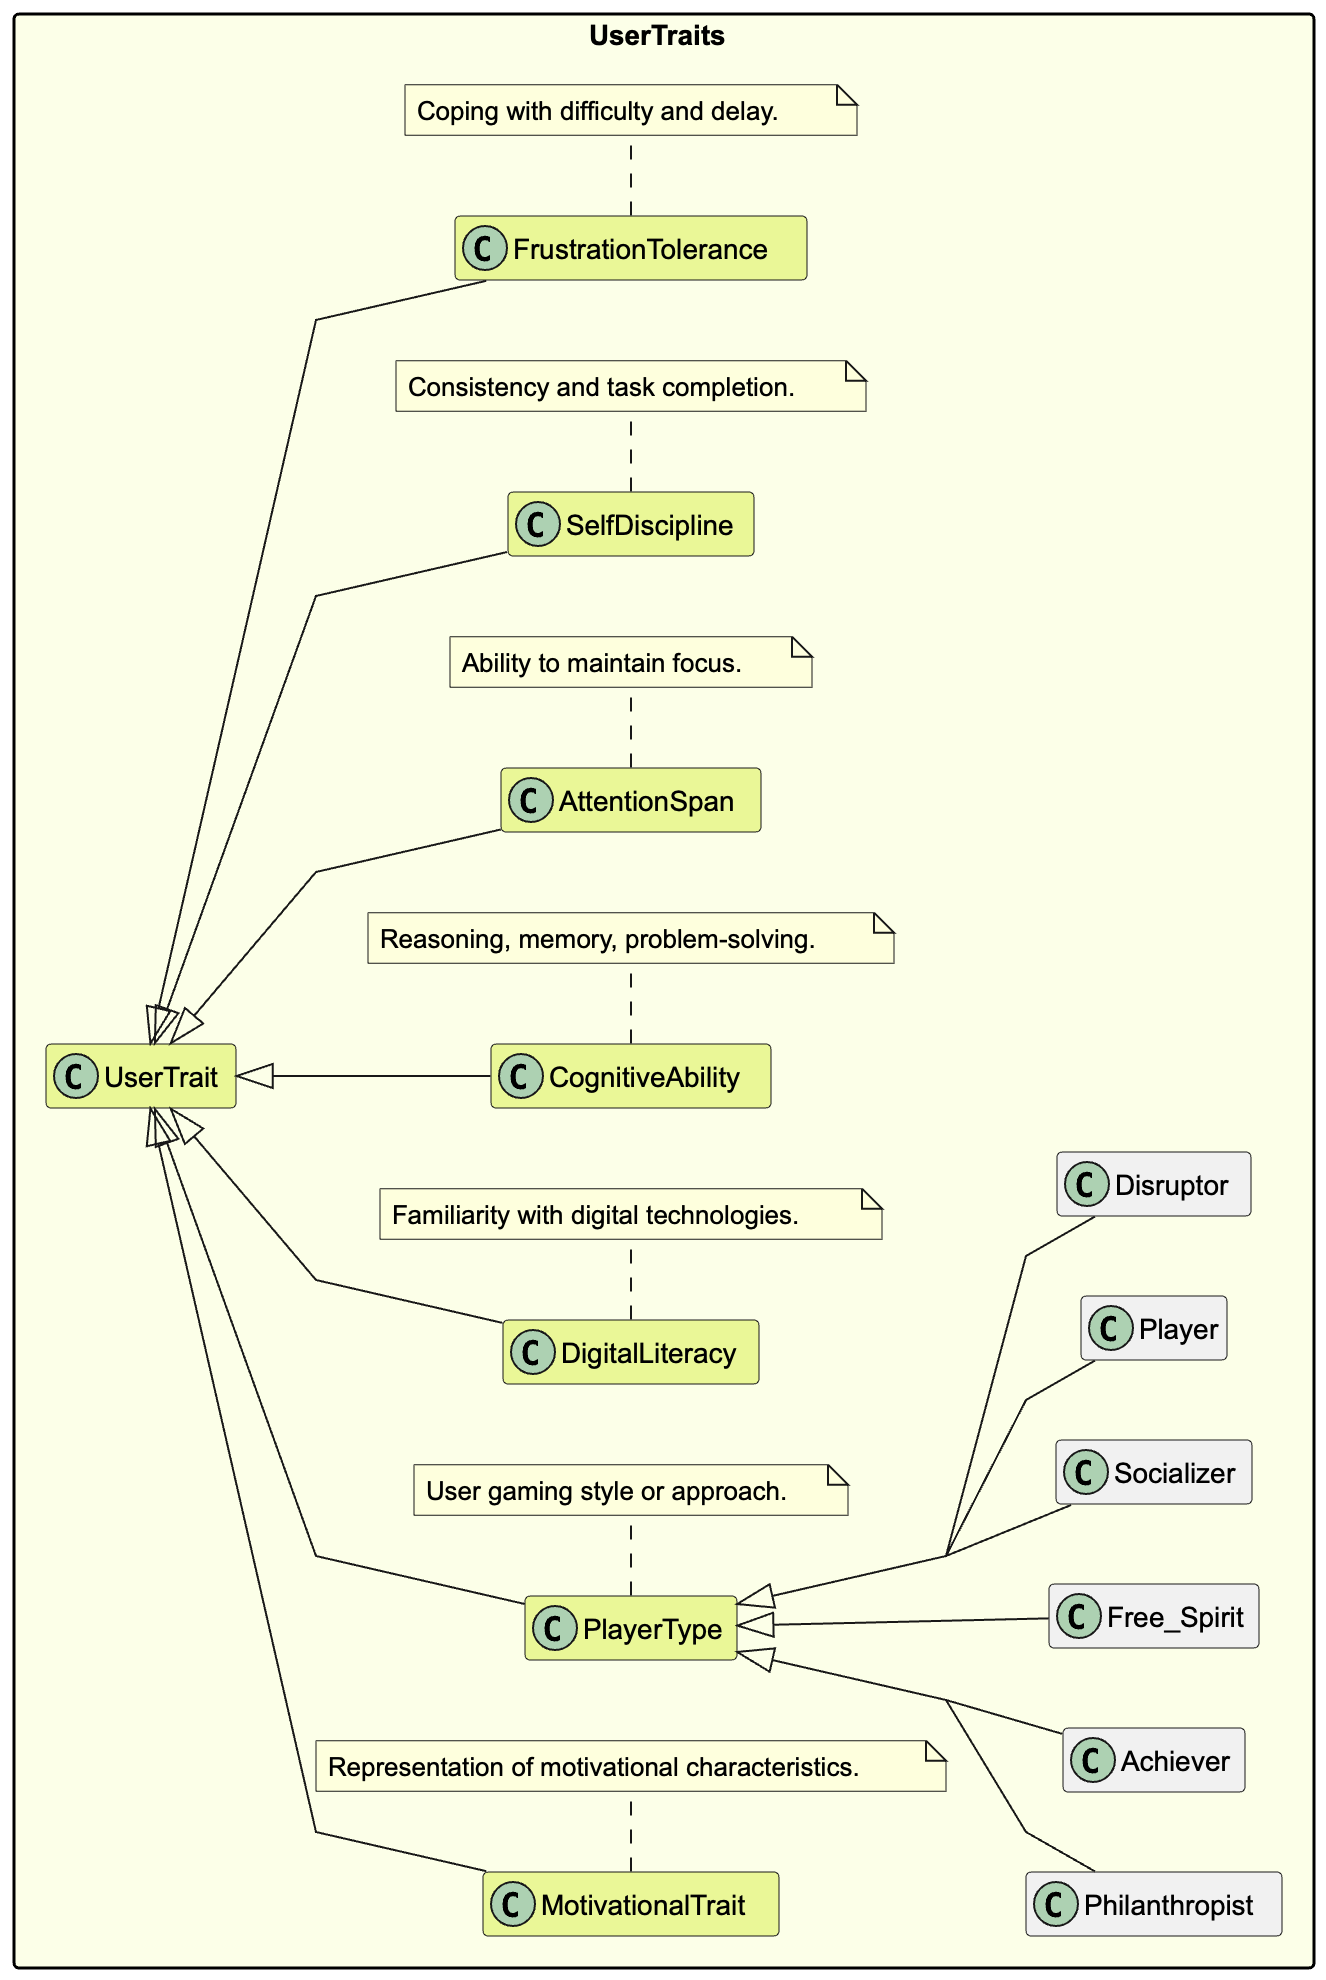 UserTraits
Coping with difficulty and delay.
C FrustrationTolerance
Consistency and task completion.
C SelfDiscipline
Ability to maintain focus.
C AttentionSpan
Reasoning, memory, problem-solving.
C UserTrait
C CognitiveAbility
Familiarity with digital technologies.
C DigitalLiteracy
User gaming style or approach.
C PlayerType
Representation of motivational characteristics.
C MotivationalTrait
C Disruptor
C Player
C Socializer
C Free_Spirit
C Achiever
C Philanthropist